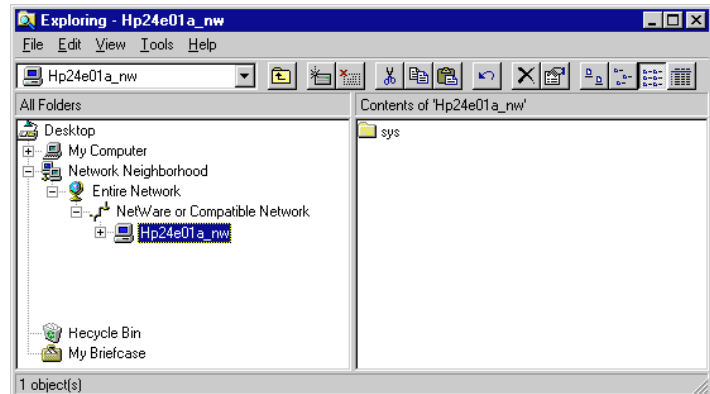 Exploring - Hp24e01a_nw
File Edit View Tools Help
Hp24e01a_nw
All Folders
Contents of 'Hp24e01a_nw'
Desktop
My Computer
Network Neighborhood
Entire Network
NetWare or Compatible Network
Hp24e01a_nw
Recycle Bin
My Briefcase
sys
1 object(s)